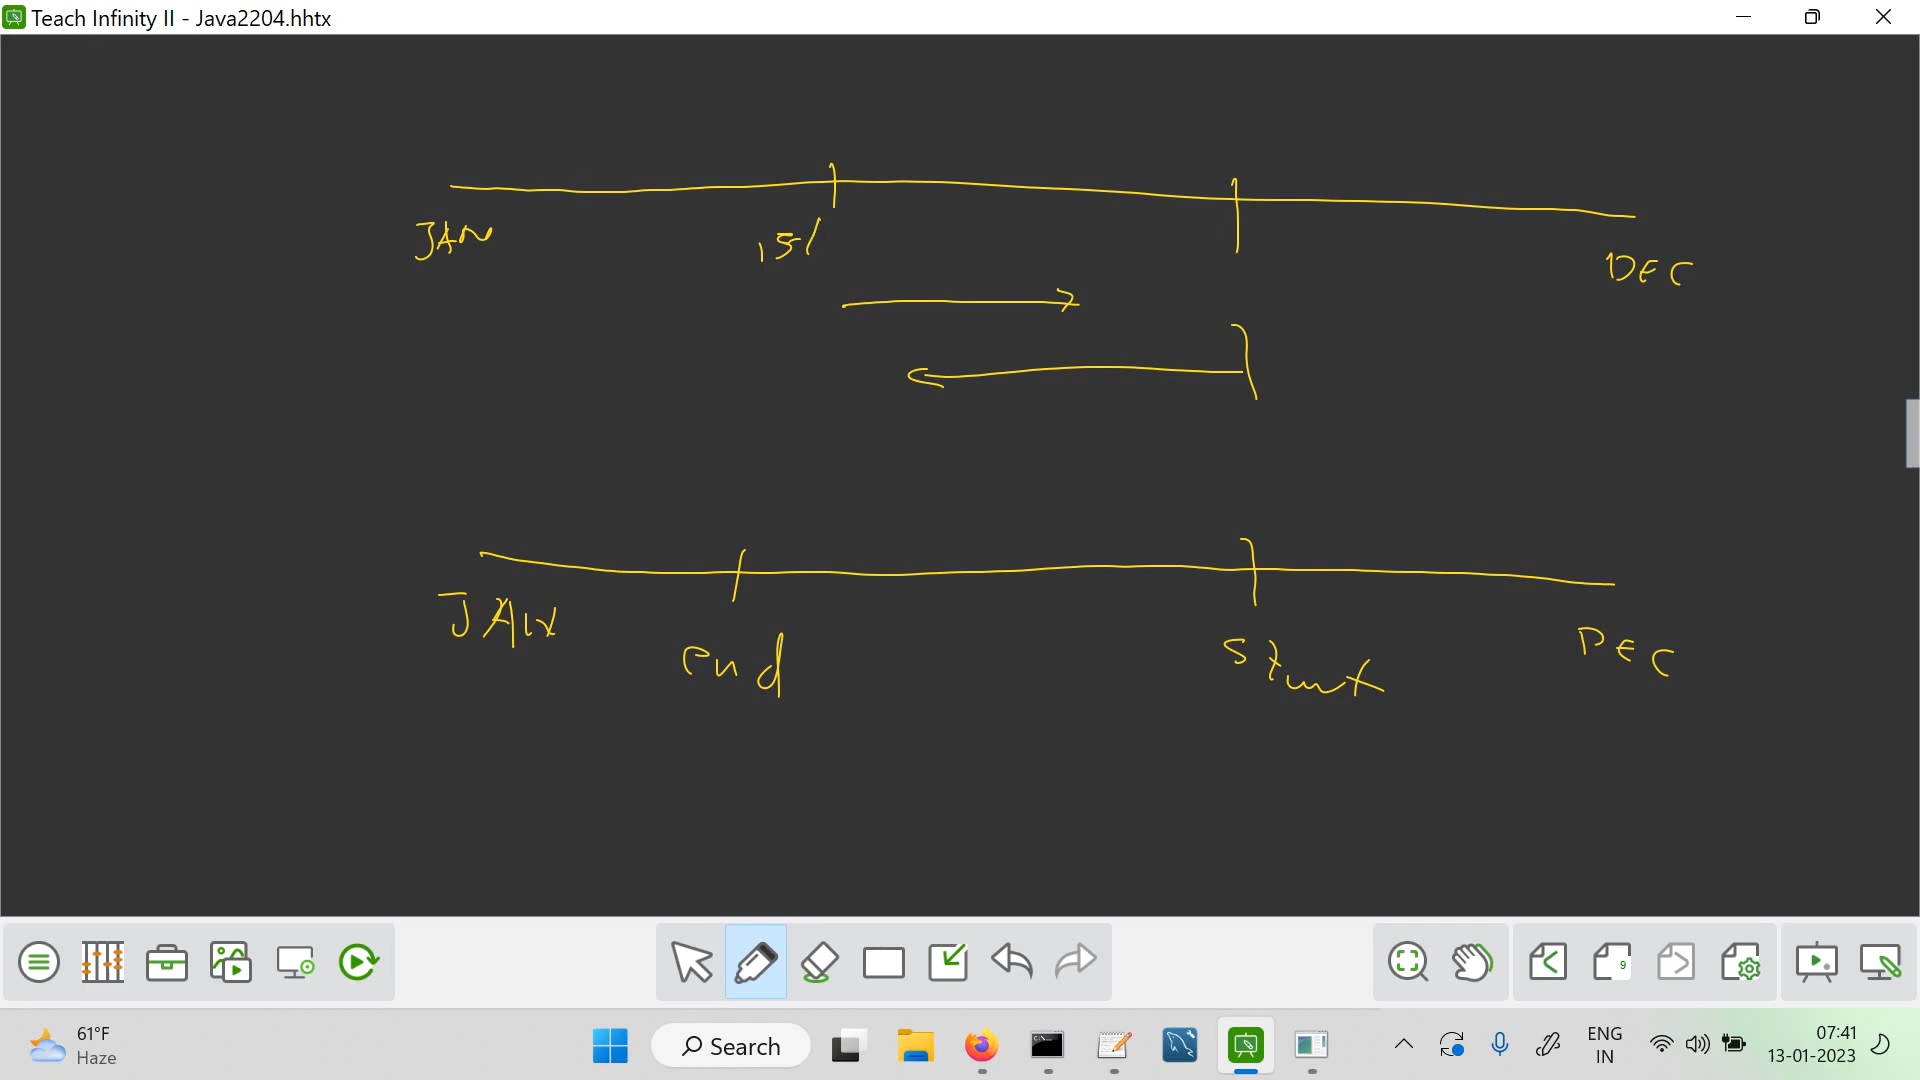 Teach Infinity II - Java2204.hhtx
JAN
DEC
JAN
end
Start
DEC
9
61°F
Haze
Search
ENG
IN
07:41
13-01-2023